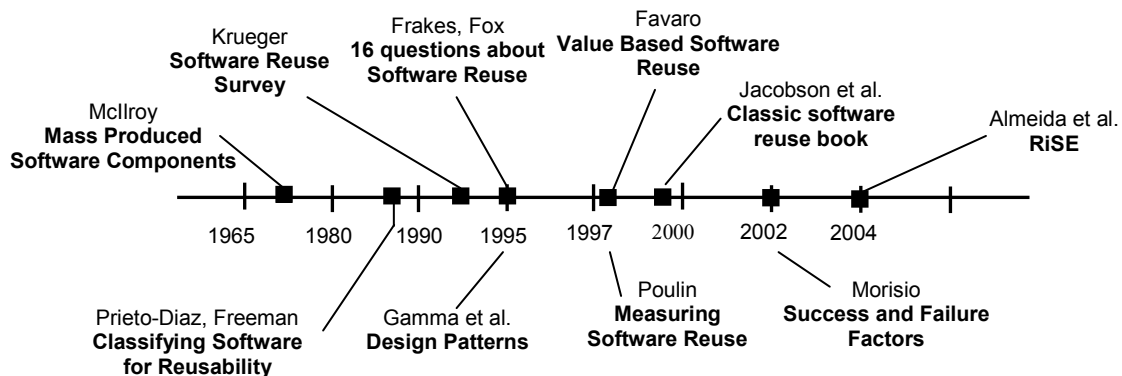 Krueger
Software Reuse
Survey
Frakes, Fox
16 questions about
Software Reuse
Favaro
Value Based Software
Reuse
McIlroy
Mass Produced
Software Components
Jacobson et al.
Classic software
reuse book
Almeida et al.
RiSE
1965
1980
1990
1995
1997
2000
2002
2004
Prieto-Diaz, Freeman
Classifying Software
for Reusability
Gamma et al.
Design Patterns
Poulin
Measuring
Software Reuse
Morisio
Success and Failure
Factors